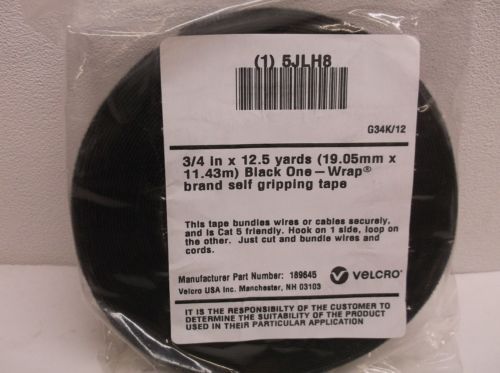 (1) 5JLH8
G34K/12
3/4 in x 12.5 yards (19.05mm x
11.43m) Black One-Wrap®
brand self gripping tape
This tape bundles wires or cables securely,
and is Cat 5 friendly. Hook on 1 side, loop on
the other. Just cut and bundle wires and
cords.
Manufacturer Part Number: 189645
VELCRO®
Velcro USA Inc. Manchester, NH 03103
IT IS THE RESPONSIBILTY OF THE CUSTOMER TO
DETERMINE THE SUITABILITY OF THE PRODUCT
USED IN THEIR PARTICULAR APPLICATION